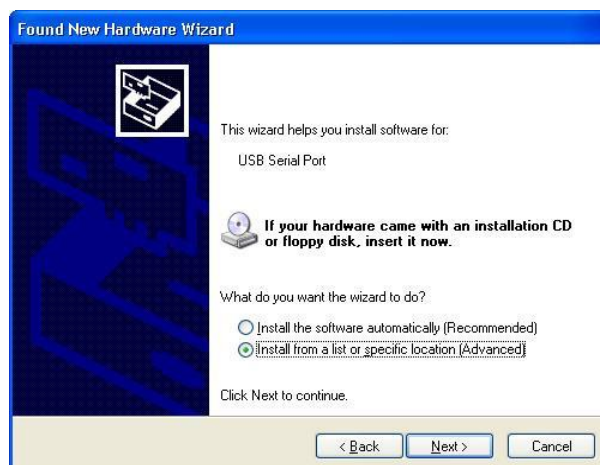 Found New Hardware Wizard
This wizard helps you install software for:
USB Serial Port
If your hardware came with an installation CD
or floppy disk, insert it now.
What do you want the wizard to do?
Install the software automatically (Recommended)
Install from a list or specific location (Advanced)
Click Next to continue.
< Back Next > Cancel